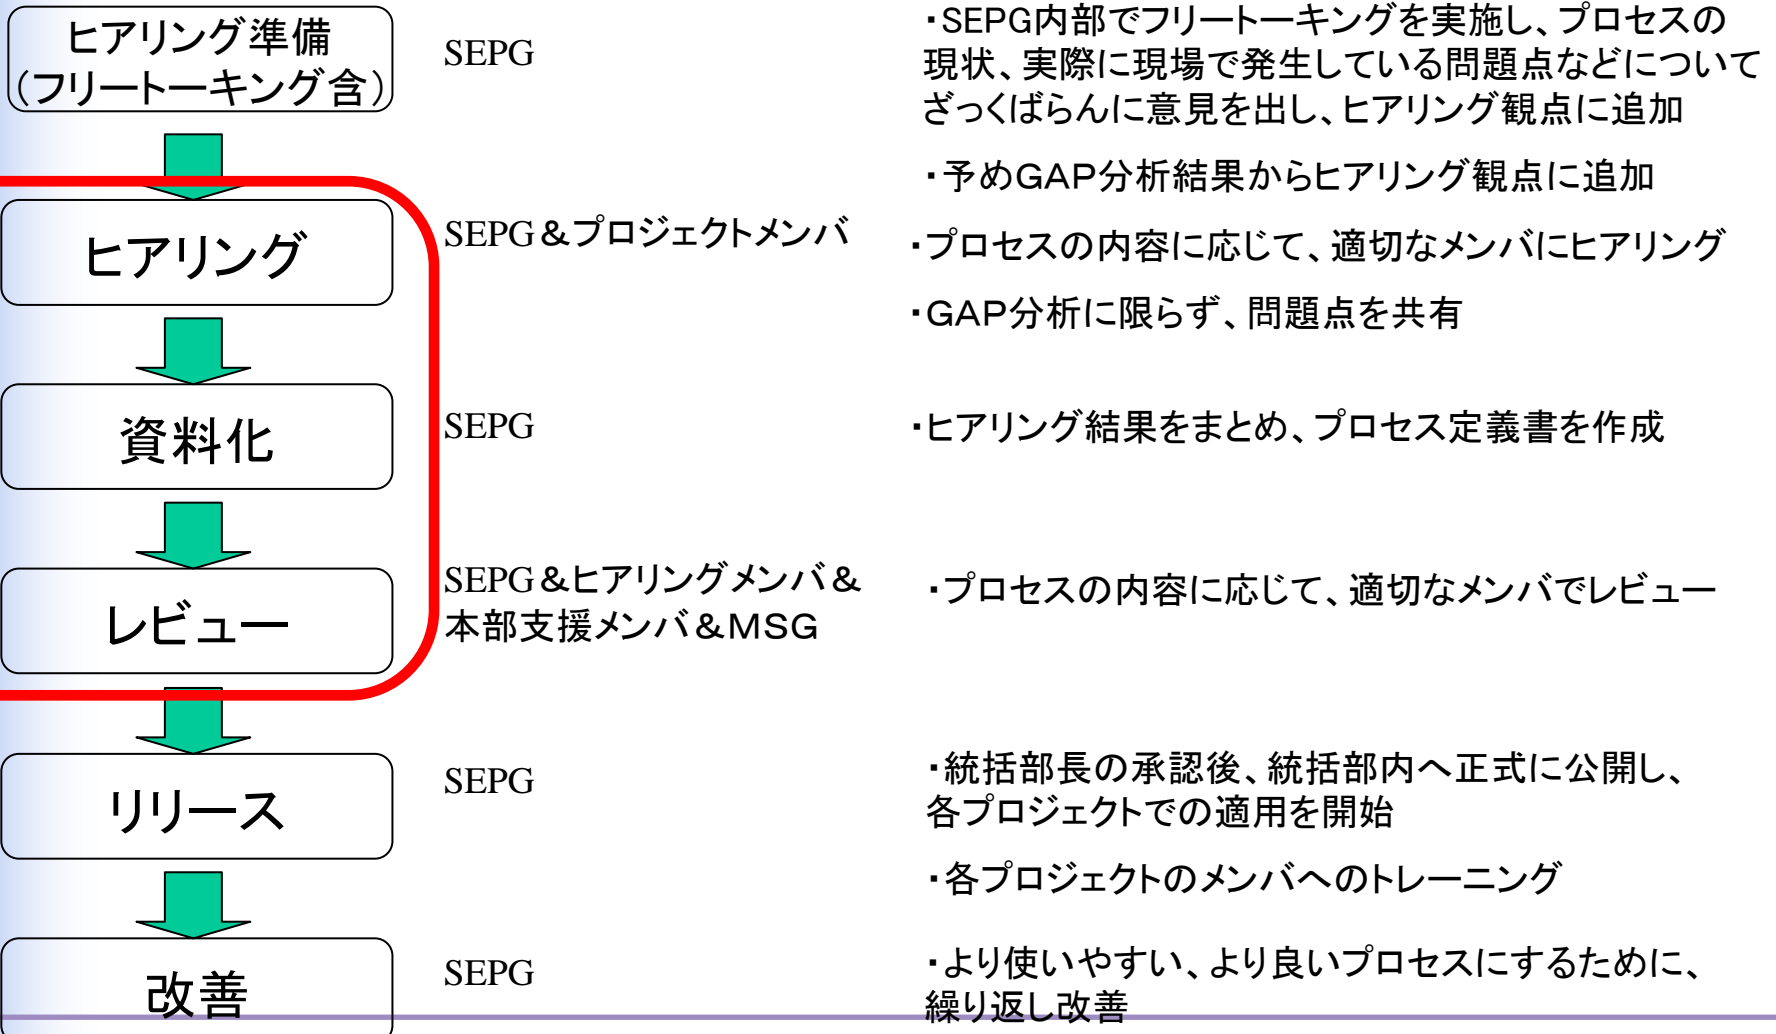 ヒアリング準備
（フリートーキング含）
SEPG
・SEPG内部でフリートーキングを実施し、プロセスの
現状、実際に現場で発生している問題点などについて
ざっくばらんに意見を出し、ヒアリング観点に追加
・予めＧＡＰ分析結果からヒアリング観点に追加
ヒアリング
SEPG＆プロジェクトメンバ
・プロセスの内容に応じて、適切なメンバにヒアリング
・ＧＡＰ分析に限らず、問題点を共有
資料化
SEPG
・ヒアリング結果をまとめ、プロセス定義書を作成
レビュー
SEPG＆ヒアリングメンバ＆
本部支援メンバ＆ＭＳＧ
・プロセスの内容に応じて、適切なメンバでレビュー
リリース
SEPG
・統括部長の承認後、統括部内へ正式に公開し、
各プロジェクトでの適用を開始
・各プロジェクトのメンバへのトレーニング
改善
SEPG
・より使いやすい、より良いプロセスにするために、
繰り返し改善